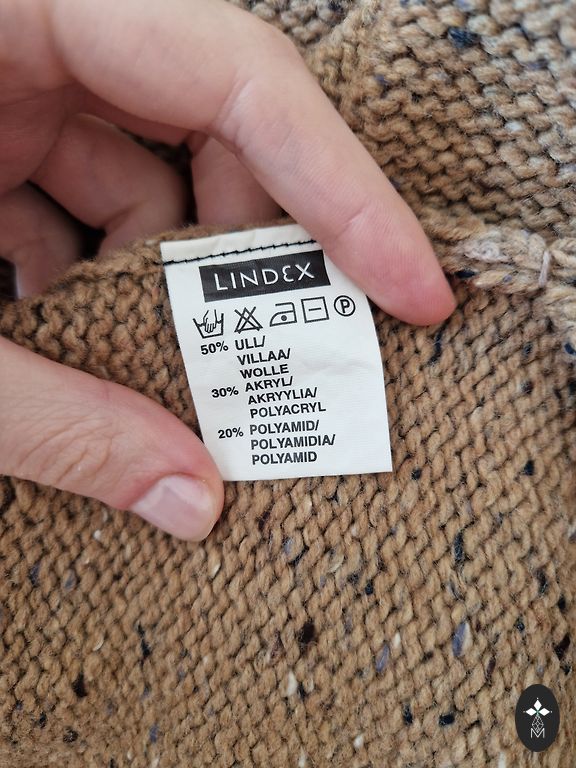 LINDEX
P
50% ULL/
VILLAA/
WOLLE
30% AKRYL/
AKRYYLIA/
POLYACRYL
20% POLYAMID/
POLYAMIDIA/
POLYAMID
M